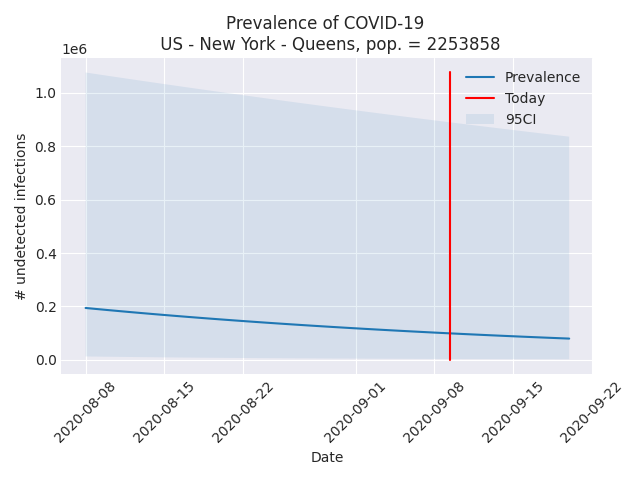 Prevalence of COVID-19
US - New York - Queens, pop. = 2253858
1e6
Prevalence
Today
95CI
1.0
0.8
0.6
0.4
0.2
0.0
# undetected infections
2020-08-08
2020-08-15
2020-08-22
2020-09-01
2020-09-08
2020-09-15
2020-09-22
Date